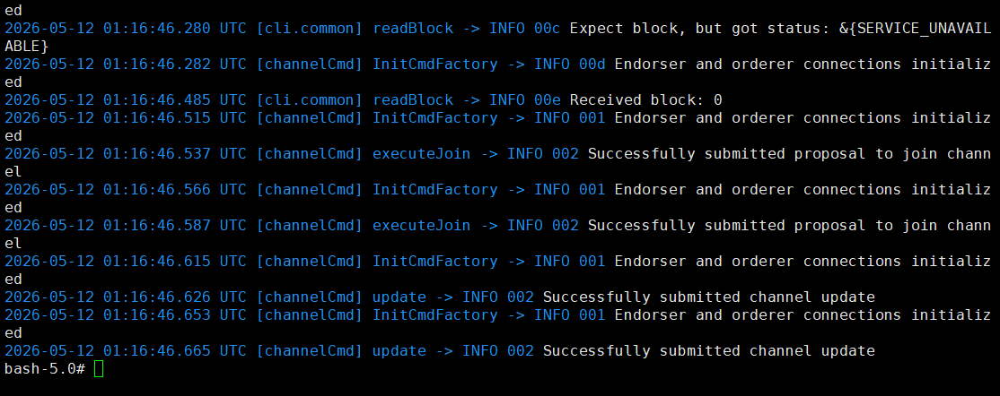 ed
2026-05-12 01:16:46.280 UTC [cli.common] readBlock -> INFO 00c Expect block, but got status: &{SERVICE_UNAVAIL
ABLE}
2026-05-12 01:16:46.282 UTC [channelCmd] InitCmdFactory -> INFO 00d Endorser and orderer connections initializ
ed
2026-05-12 01:16:46.485 UTC [cli.common] readBlock -> INFO 00e Received block: 0
2026-05-12 01:16:46.515 UTC [channelCmd] InitCmdFactory -> INFO 001 Endorser and orderer connections initializ
ed
2026-05-12 01:16:46.537 UTC [channelCmd] executeJoin -> INFO 002 Successfully submitted proposal to join chann
el
2026-05-12 01:16:46.566 UTC [channelCmd] InitCmdFactory -> INFO 001 Endorser and orderer connections initializ
ed
2026-05-12 01:16:46.587 UTC [channelCmd] executeJoin -> INFO 002 Successfully submitted proposal to join chann
el
2026-05-12 01:16:46.615 UTC [channelCmd] InitCmdFactory -> INFO 001 Endorser and orderer connections initializ
ed
2026-05-12 01:16:46.626 UTC [channelCmd] update -> INFO 002 Successfully submitted channel update
2026-05-12 01:16:46.653 UTC [channelCmd] InitCmdFactory -> INFO 001 Endorser and orderer connections initializ
ed
2026-05-12 01:16:46.665 UTC [channelCmd] update -> INFO 002 Successfully submitted channel update
bash-5.0#